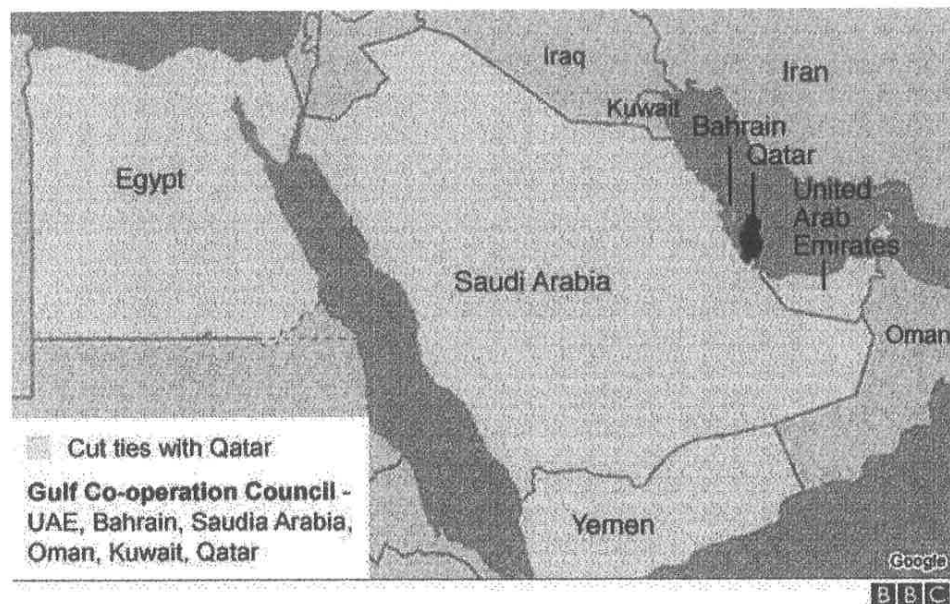 Iraq
Iran
Kuwait
Bahrain
Qatar
Egypt
United
Arab
Emirates
Saudi Arabia
Oman
Cut ties with Qatar
Gulf Co-operation Council -
UAE, Bahrain, Saudia Arabia,
Oman, Kuwait, Qatar
Yemen
Google
BBC